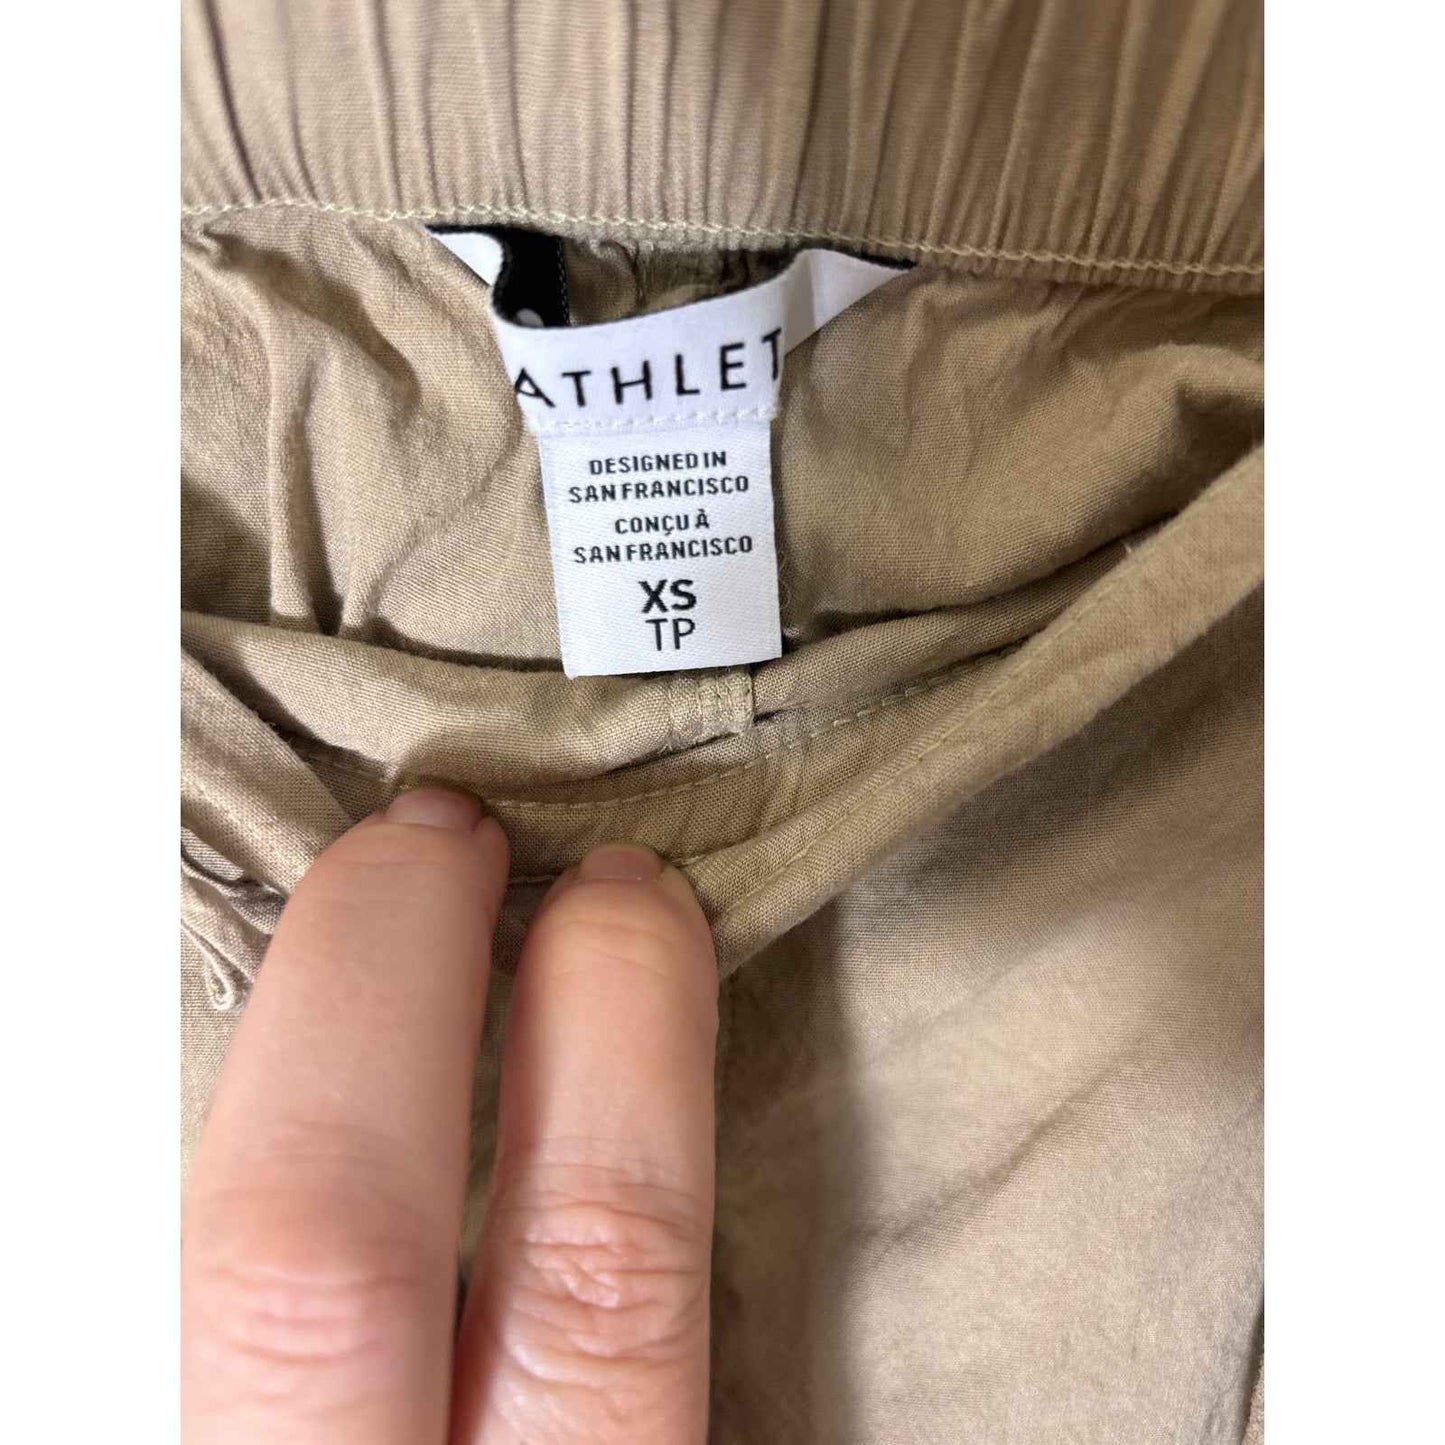 ATHLET
DESIGNED IN
SAN FRANCISCO
CONÇU À
SAN FRANCISCO
XS
TP